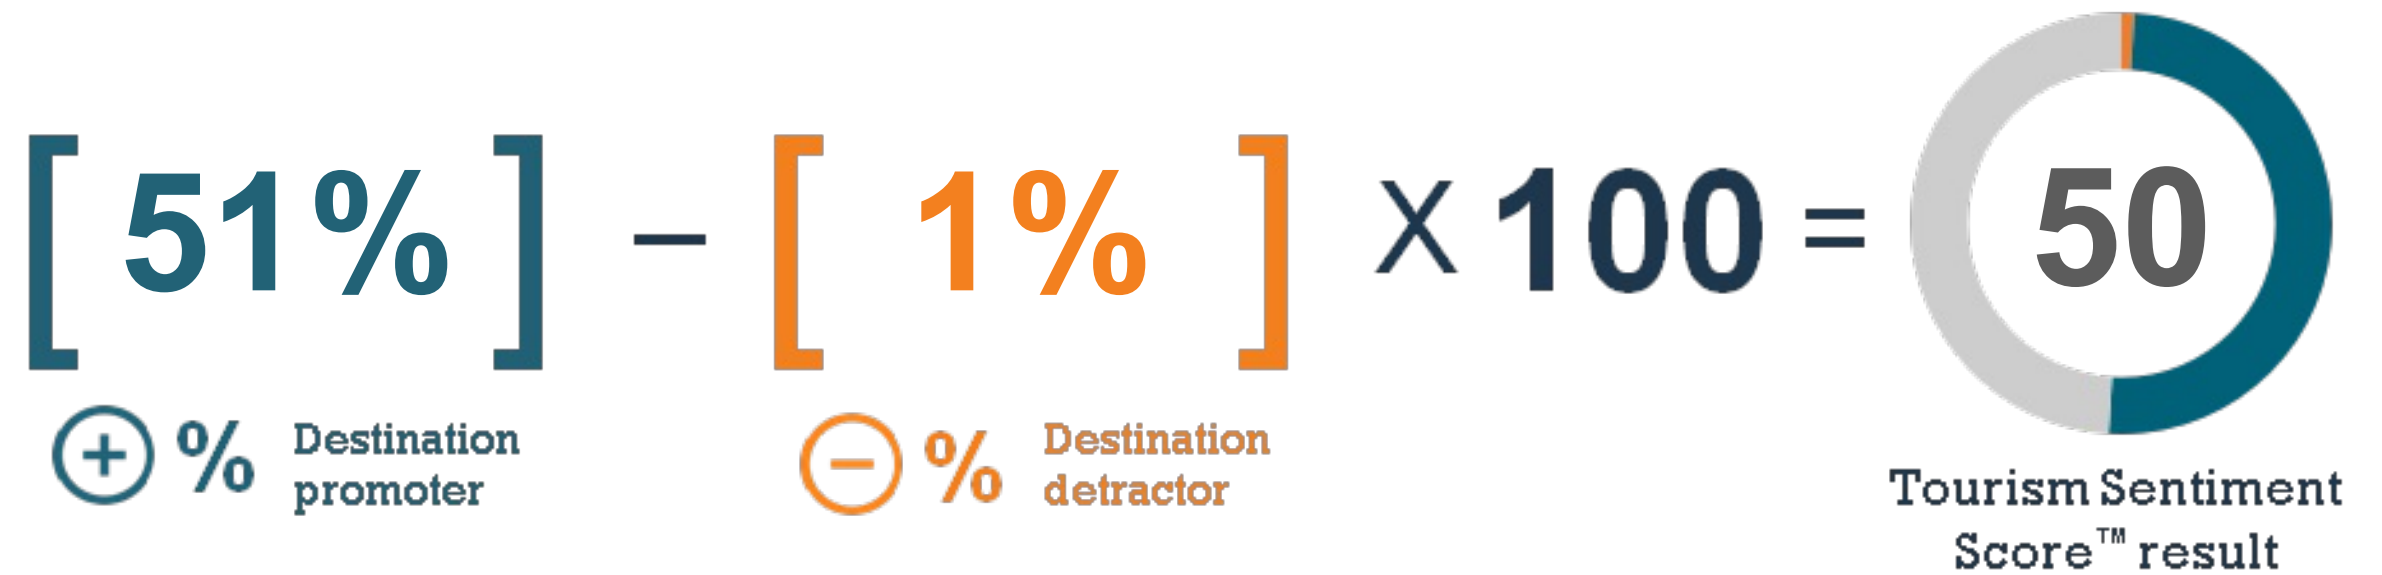 [ 51% ] – [ 1% ] X 100 = 50
+ % Destination promoter
− % Destination detractor
Tourism Sentiment
Score™ result